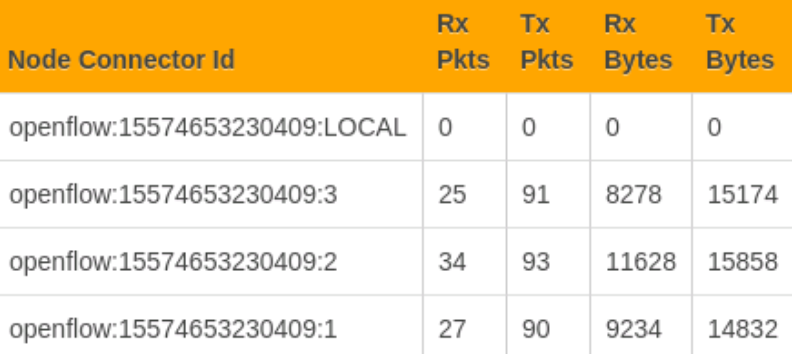 Node Connector Id Rx Pkts Tx Pkts Rx Bytes Tx Bytes
openflow:15574653230409:LOCAL 0 0 0 0
openflow:15574653230409:3 25 91 8278 15174
openflow:15574653230409:2 34 93 11628 15858
openflow:15574653230409:1 27 90 9234 14832